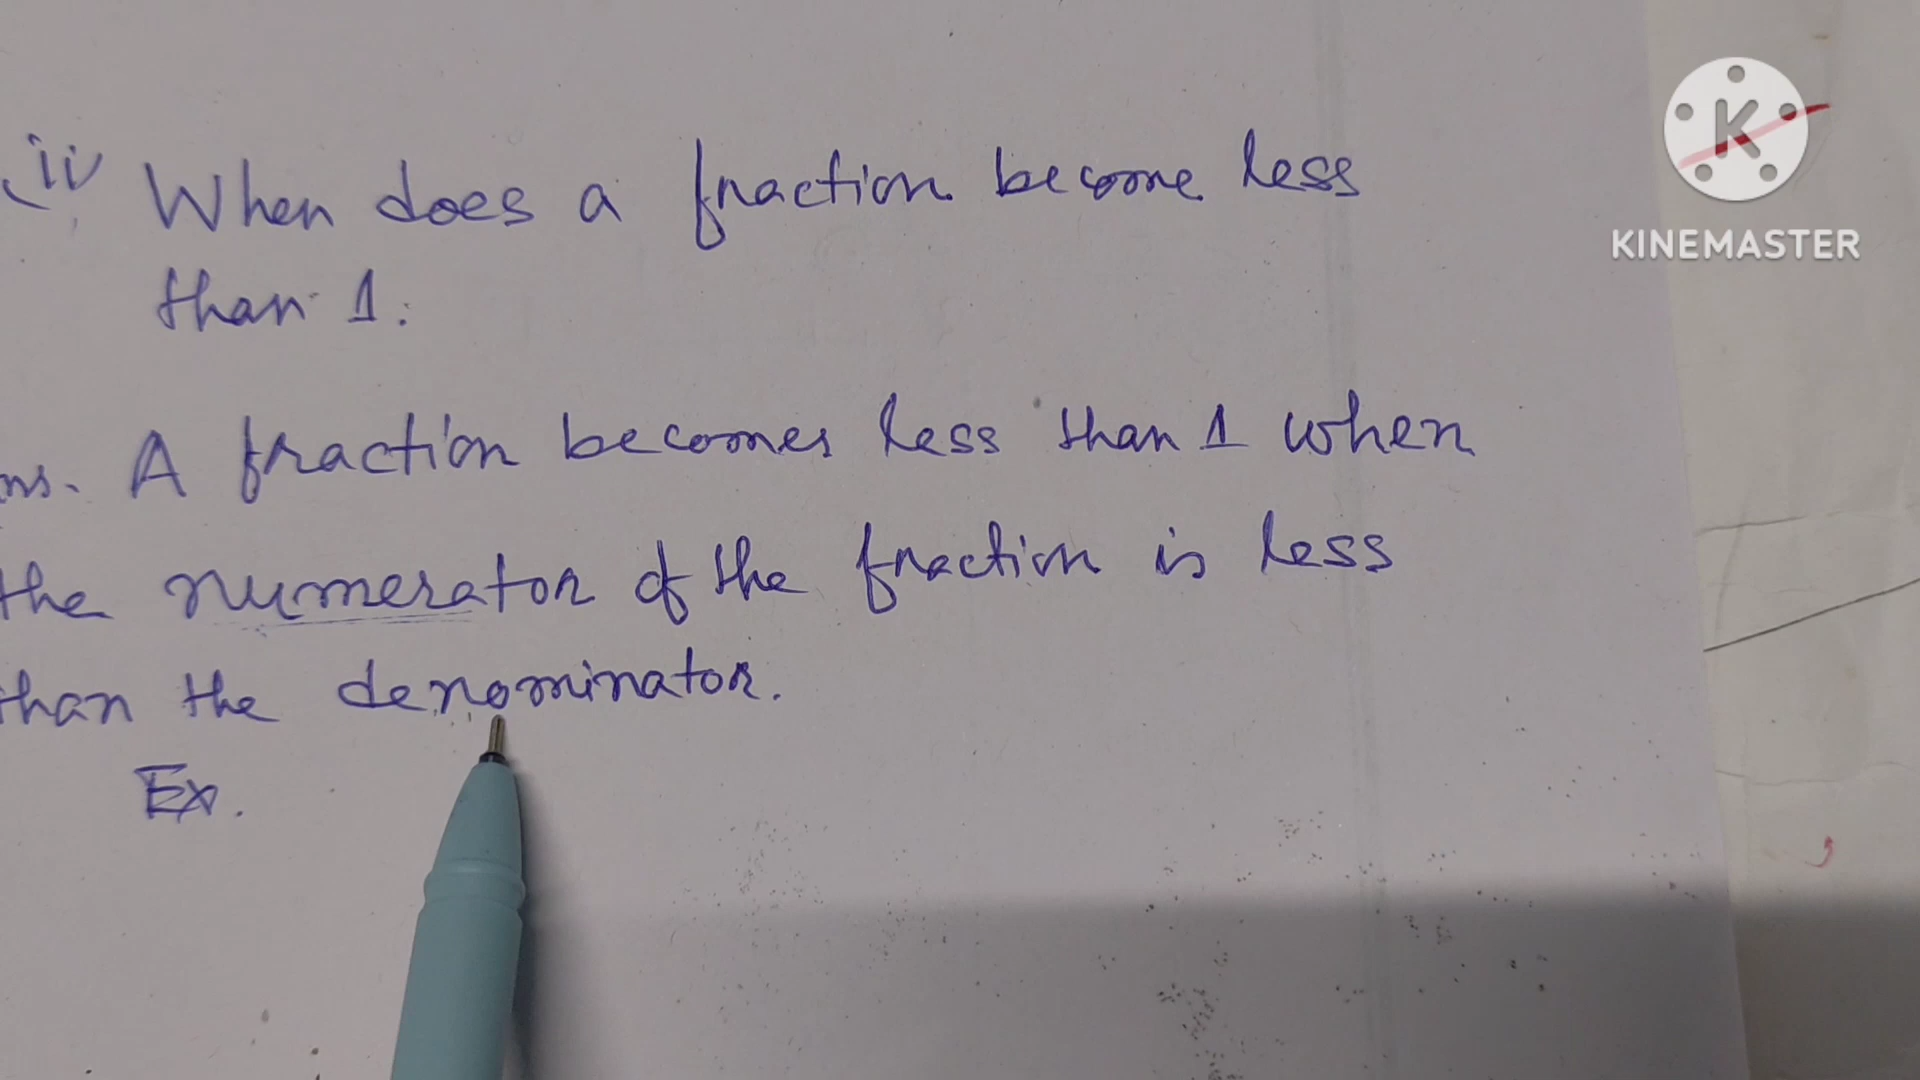 ii When does a fraction become less
than 1.
ns. A fraction becomes less than 1 when
the numerator of the fraction is less
than the denominator.
Ex.
K
KINEMASTER